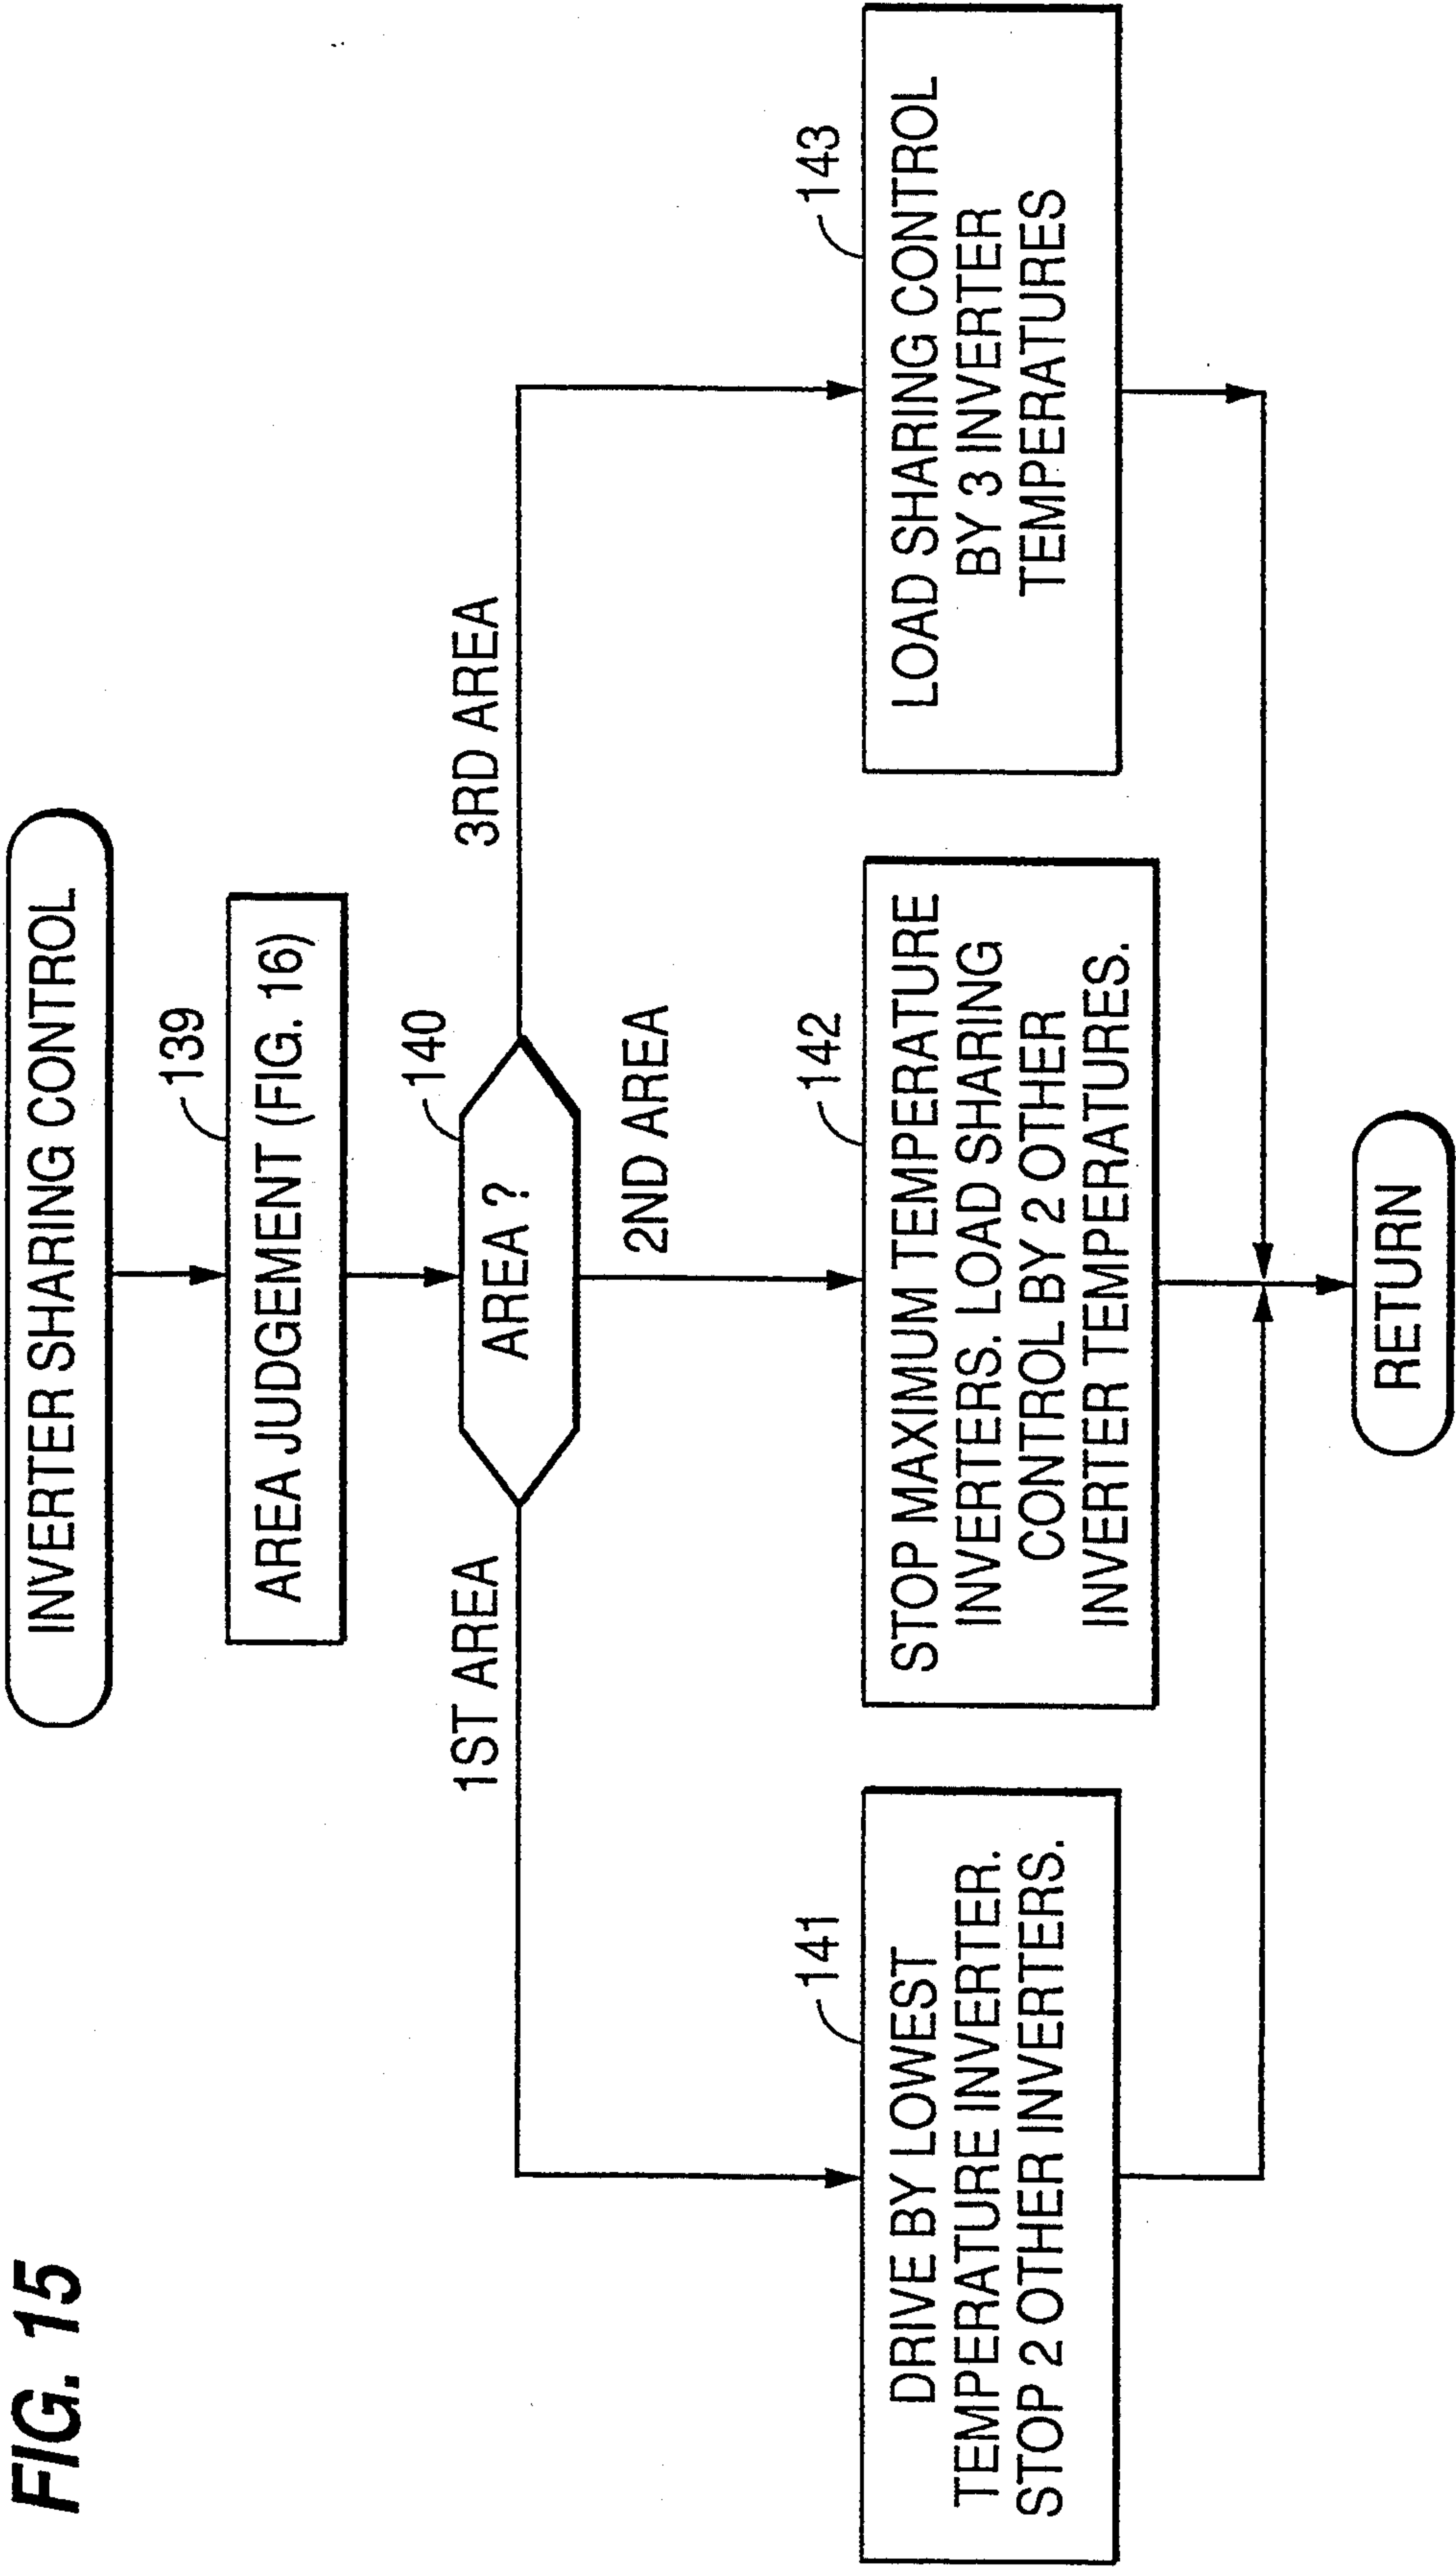 FIG. 15
INVERTER SHARING CONTROL
139
AREA JUDGEMENT (FIG. 16)
140
AREA ?
1ST AREA
2ND AREA
3RD AREA
141
DRIVE BY LOWEST
TEMPERATURE INVERTER.
STOP 2 OTHER INVERTERS.
142
STOP MAXIMUM TEMPERATURE
INVERTERS. LOAD SHARING
CONTROL BY 2 OTHER
INVERTER TEMPERATURES.
143
LOAD SHARING CONTROL
BY 3 INVERTER
TEMPERATURES
RETURN